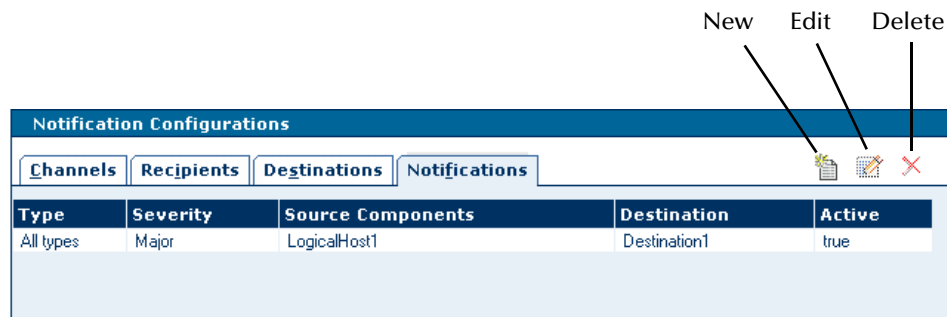 New Edit Delete
Notification Configurations
Channels Recipients Destinations Notifications
Type Severity Source Components Destination Active
All types Major LogicalHost1 Destination1 true